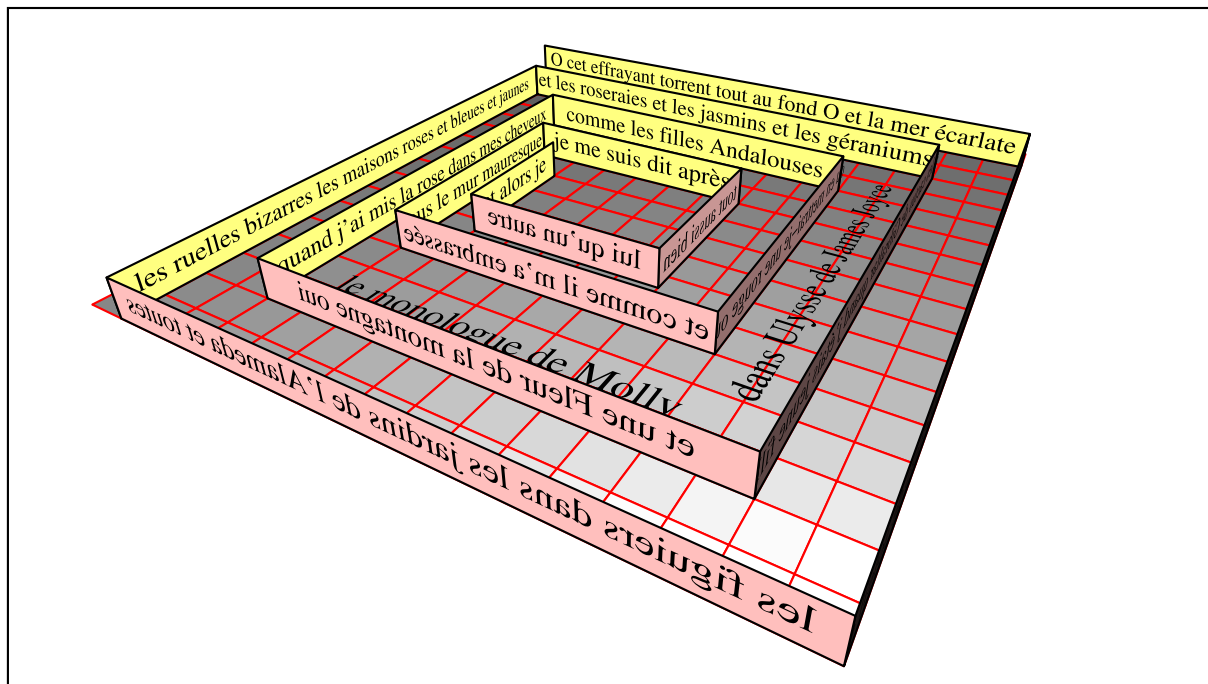 O cet effrayant torrent tout au fond O et la mer écarlate
les figuiers dans les jardins de l'Alameda et toutes
les ruelles bizarres les maisons roses et bleues et jaunes
et les roseraies et les jasmins et les géraniums
et une Fleur de la montagne oui
quand j'ai mis la rose dans mes cheveux
comme les filles Andalouses
une rouge
et comme il m'a embrassée
le mur mauresque
je me suis dit après
tout aussi bien
lui qu'un autre
alors je
le monologue de Molly
dans Ulysse de James Joyce